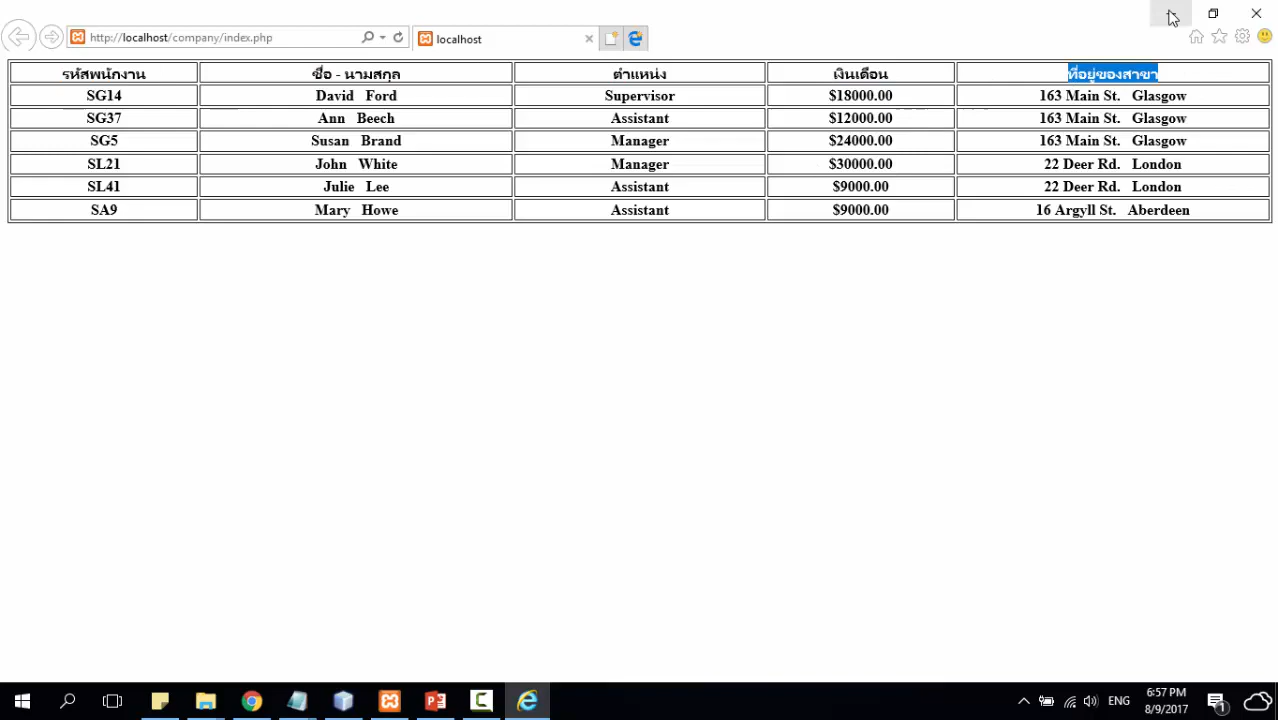 http://localhost/company/index.php
localhost
รหัสพนักงาน ชื่อ - นามสกุล ตำแหน่ง เงินเดือน ที่อยู่ของสาขา
SG14 David Ford Supervisor $18000.00 163 Main St. Glasgow
SG37 Ann Beech Assistant $12000.00 163 Main St. Glasgow
SG5 Susan Brand Manager $24000.00 163 Main St. Glasgow
SL21 John White Manager $30000.00 22 Deer Rd. London
SL41 Julie Lee Assistant $9000.00 22 Deer Rd. London
SA9 Mary Howe Assistant $9000.00 16 Argyll St. Aberdeen
ENG
6:57 PM
8/9/2017
1